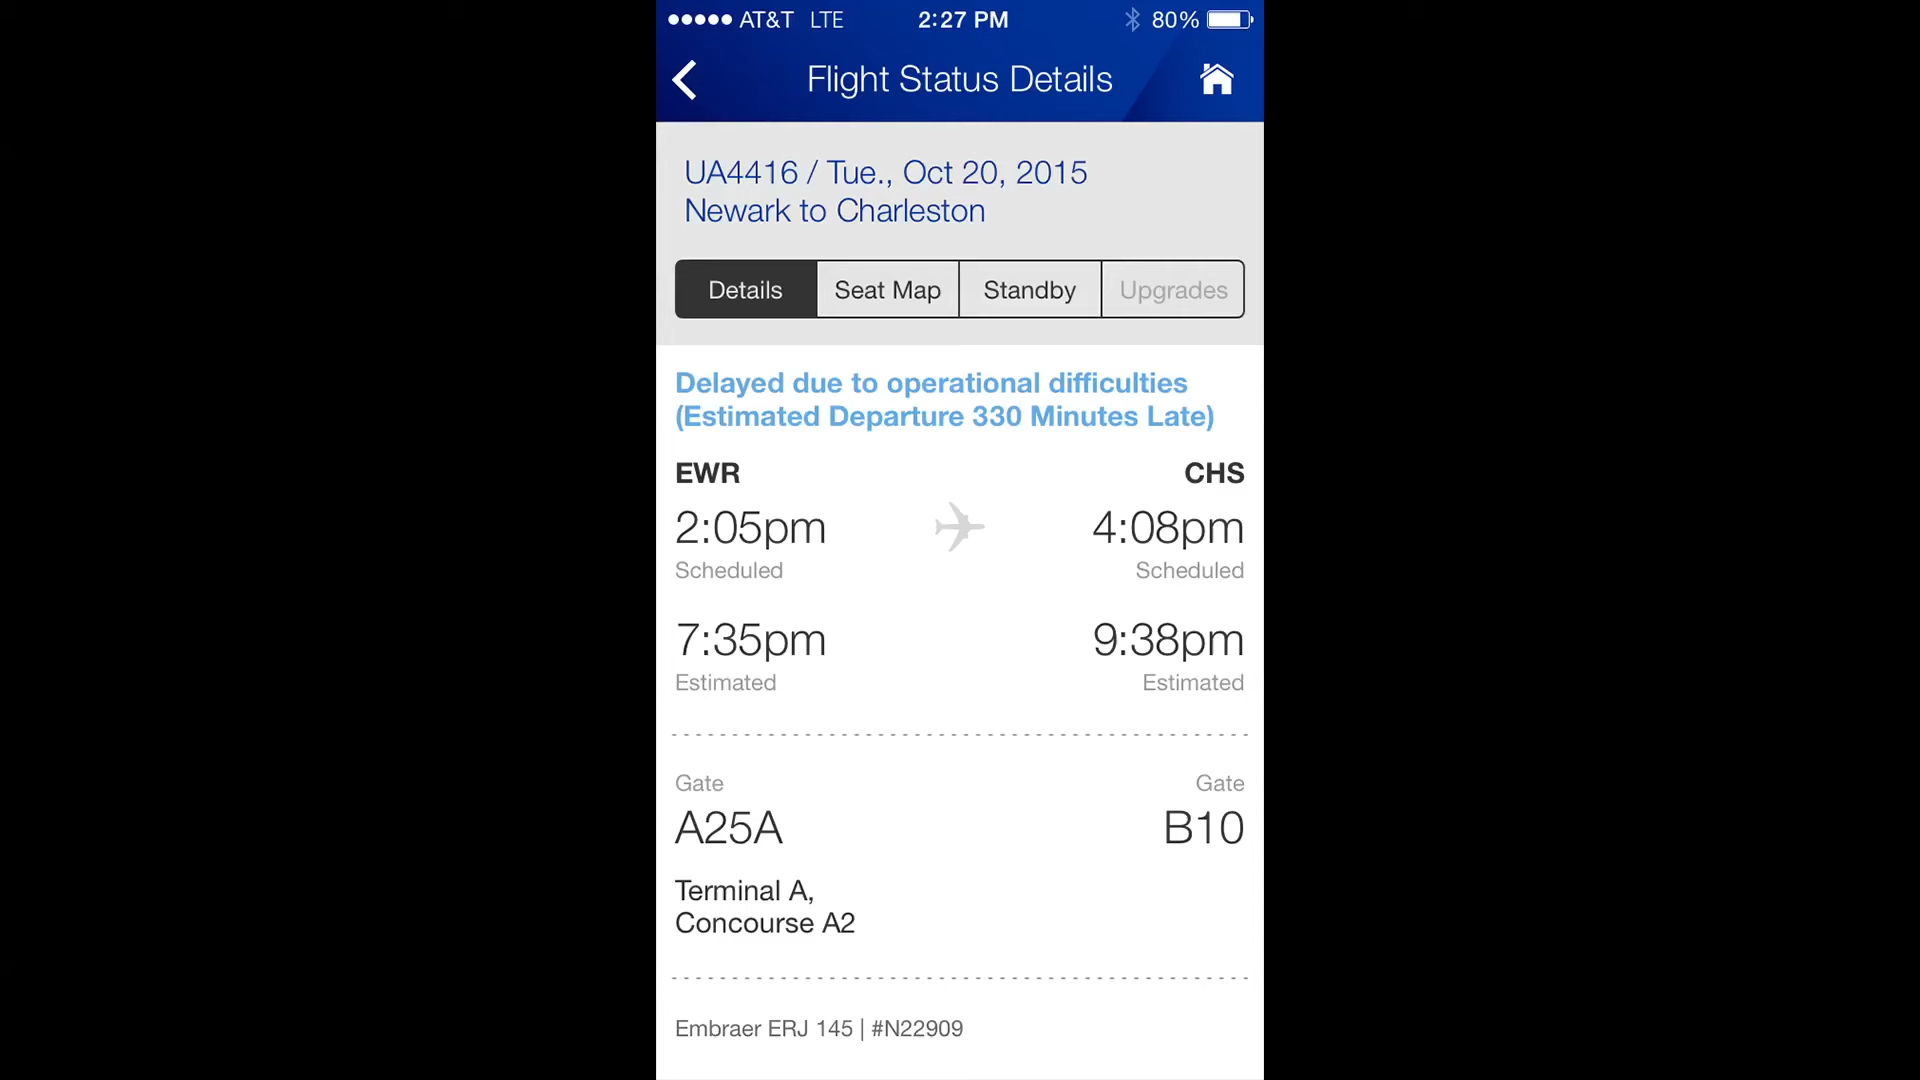 AT&T LTE 2:27 PM 80%
Flight Status Details
UA4416 / Tue., Oct 20, 2015
Newark to Charleston
Details Seat Map Standby Upgrades
Delayed due to operational difficulties
(Estimated Departure 330 Minutes Late)
EWR CHS
2:05pm 4:08pm
Scheduled Scheduled
7:35pm 9:38pm
Estimated Estimated
Gate Gate
A25A B10
Terminal A,
Concourse A2
Embraer ERJ 145 | #N22909